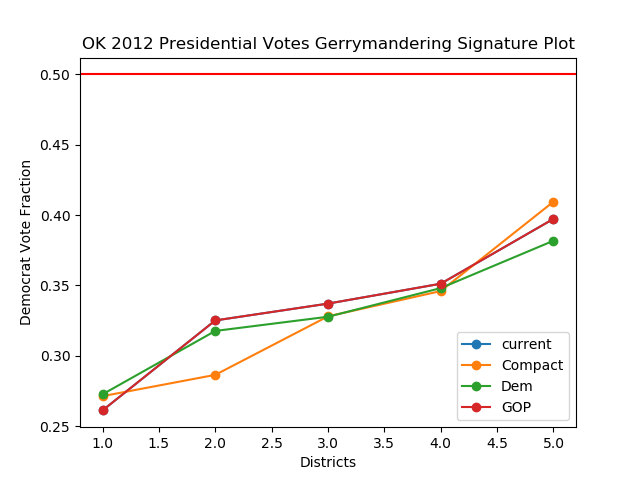 OK 2012 Presidential Votes Gerrymandering Signature Plot
0.50
0.45
0.40
0.35
0.30
0.25
Democrat Vote Fraction
current
Compact
Dem
GOP
1.0 1.5 2.0 2.5 3.0 3.5 4.0 4.5 5.0
Districts